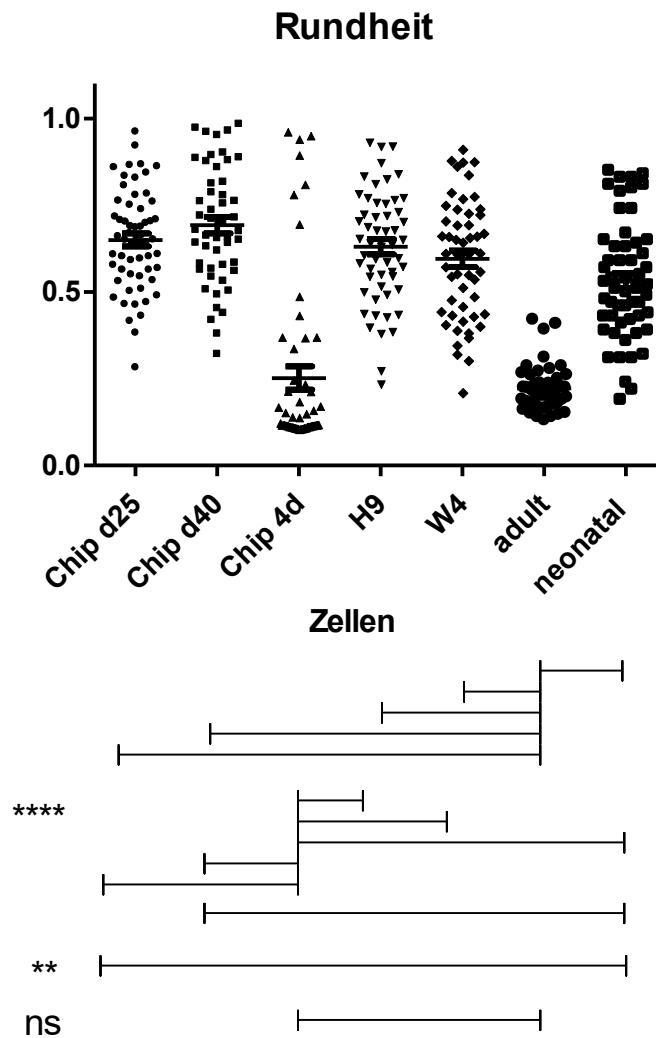 Rundheit
1.0
0.5
0.0
Chip d25
Chip d40
Chip 4d
H9
W4
adult
neonatal
Zellen
****
**
ns